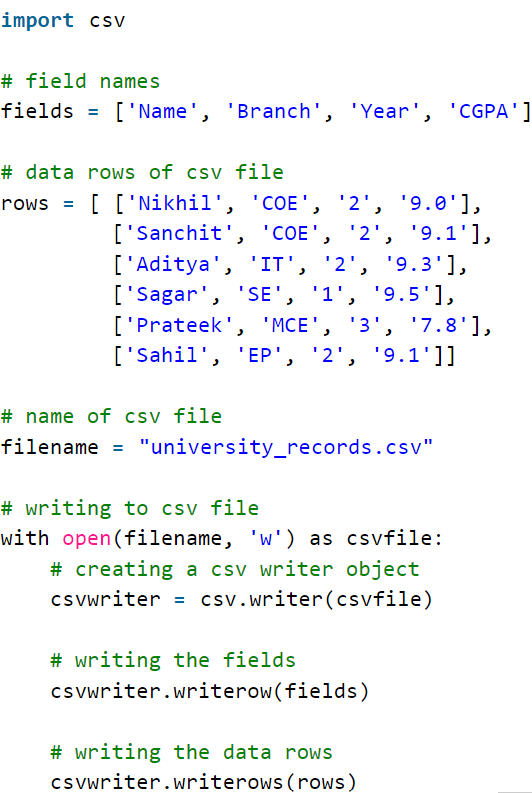 import csv
# field names
fields = ['Name', 'Branch', 'Year', 'CGPA']
# data rows of csv file
rows = [ ['Nikhil', 'COE', '2', '9.0'],
         ['Sanchit', 'COE', '2', '9.1'],
         ['Aditya', 'IT', '2', '9.3'],
         ['Sagar', 'SE', '1', '9.5'],
         ['Prateek', 'MCE', '3', '7.8'],
         ['Sahil', 'EP', '2', '9.1']]
# name of csv file
filename = "university_records.csv"
# writing to csv file
with open(filename, 'w') as csvfile:
    # creating a csv writer object
    csvwriter = csv.writer(csvfile)
    # writing the fields
    csvwriter.writerow(fields)
    # writing the data rows
    csvwriter.writerows(rows)